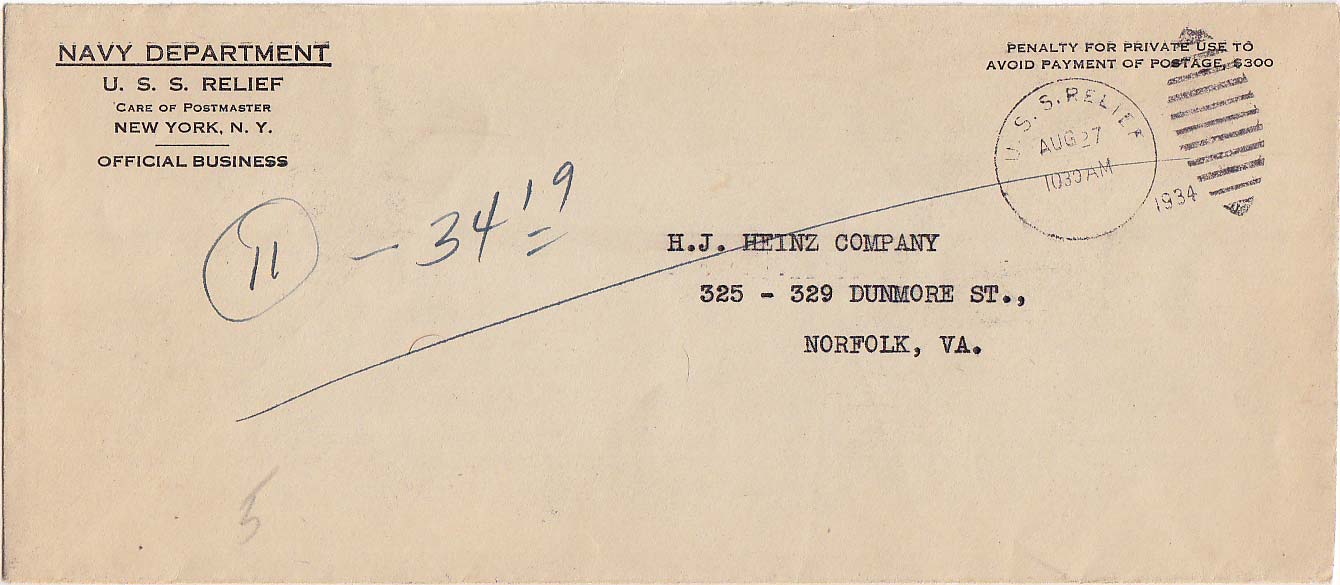 NAVY DEPARTMENT
U. S. S. RELIEF
CARE OF POSTMASTER
NEW YORK, N. Y.
OFFICIAL BUSINESS
PENALTY FOR PRIVATE USE TO
AVOID PAYMENT OF POSTAGE, $300
U. S. S. RELIEF
AUG 27
1030 AM
1934
11 - 34 19
H.J. HEINZ COMPANY
325 - 329 DUNMORE ST.,
NORFOLK, VA.
5